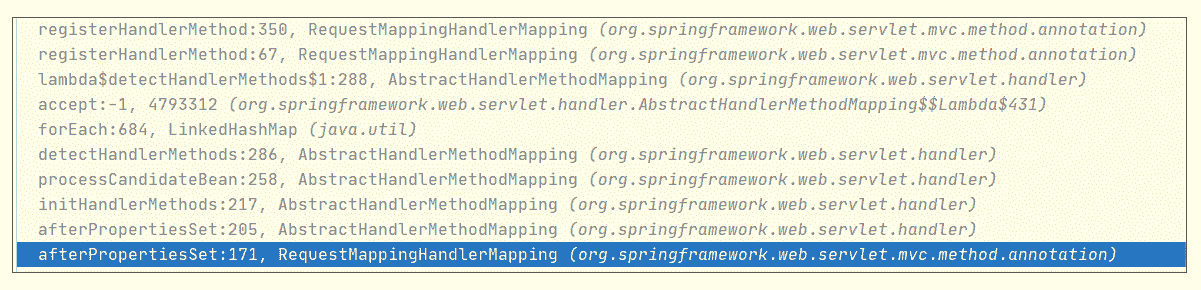 registerHandlerMethod:350, RequestMappingHandlerMapping (org.springframework.web.servlet.mvc.method.annotation)
registerHandlerMethod:67, RequestMappingHandlerMapping (org.springframework.web.servlet.mvc.method.annotation)
lambda$detectHandlerMethods$1:288, AbstractHandlerMethodMapping (org.springframework.web.servlet.handler)
accept:-1, 4793312 (org.springframework.web.servlet.handler.AbstractHandlerMethodMapping$$Lambda$431)
forEach:684, LinkedHashMap (java.util)
detectHandlerMethods:286, AbstractHandlerMethodMapping (org.springframework.web.servlet.handler)
processCandidateBean:258, AbstractHandlerMethodMapping (org.springframework.web.servlet.handler)
initHandlerMethods:217, AbstractHandlerMethodMapping (org.springframework.web.servlet.handler)
afterPropertiesSet:205, AbstractHandlerMethodMapping (org.springframework.web.servlet.handler)
afterPropertiesSet:171, RequestMappingHandlerMapping (org.springframework.web.servlet.mvc.method.annotation)